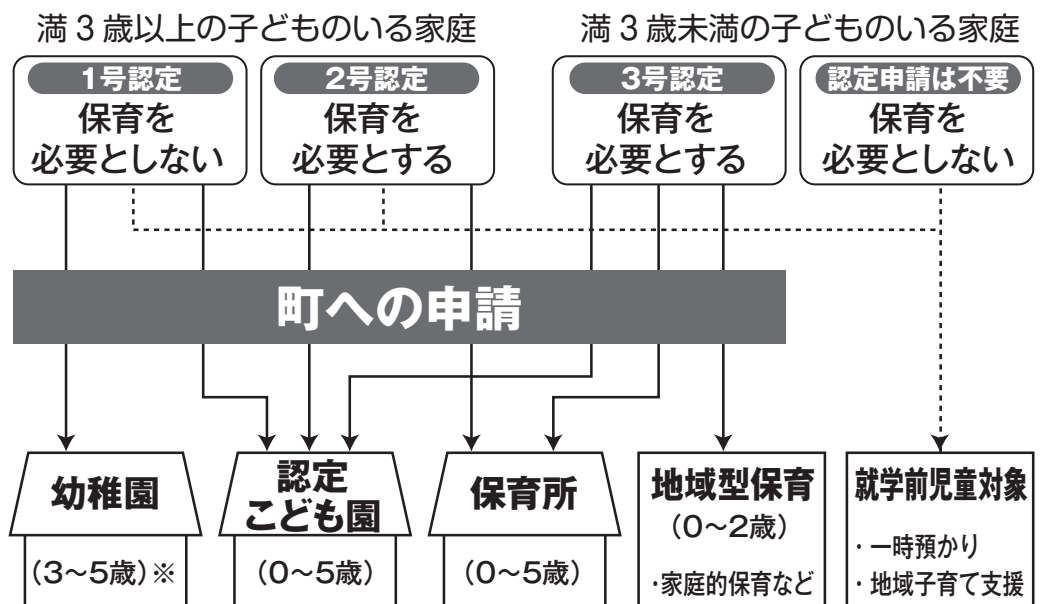 満3歳以上の子どものいる家庭
満3歳未満の子どものいる家庭
1号認定
保育を
必要としない
2号認定
保育を
必要とする
3号認定
保育を
必要とする
認定申請は不要
保育を
必要としない
町への申請
幼稚園
(3〜5歳)※
認定
こども園
(0〜5歳)
保育所
(0〜5歳)
地域型保育
(0〜2歳)
・家庭的保育など
就学前児童対象
・一時預かり
・地域子育て支援